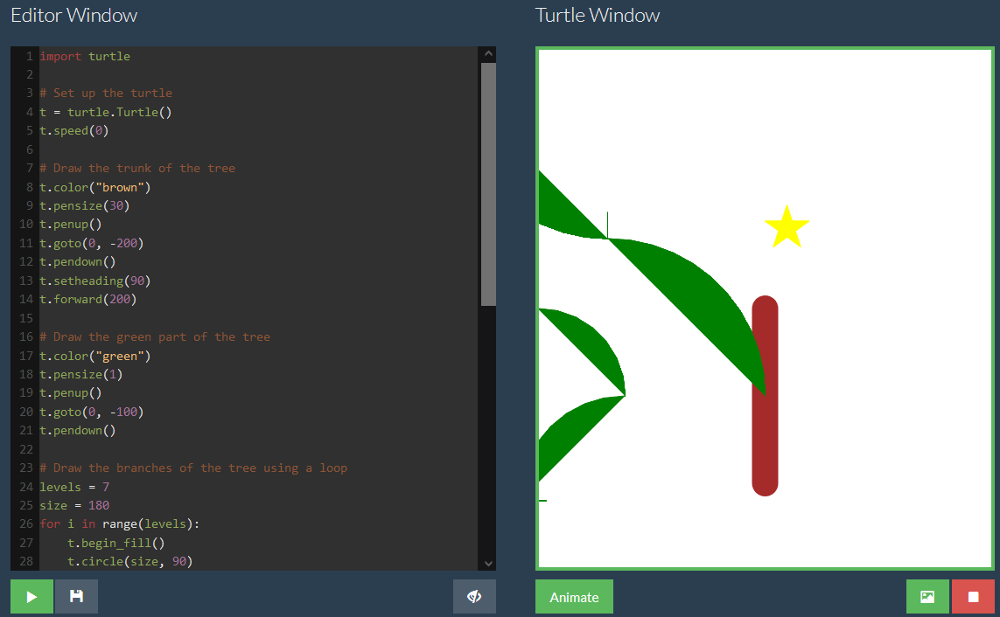 Editor Window
Turtle Window
1 import turtle
2
3 # Set up the turtle
4 t = turtle.Turtle()
5 t.speed(0)
6
7 # Draw the trunk of the tree
8 t.color("brown")
9 t.pensize(30)
10 t.penup()
11 t.goto(0, -200)
12 t.pendown()
13 t.setheading(90)
14 t.forward(200)
15
16 # Draw the green part of the tree
17 t.color("green")
18 t.pensize(1)
19 t.penup()
20 t.goto(0, -100)
21 t.pendown()
22
23 # Draw the branches of the tree using a loop
24 levels = 7
25 size = 180
26 for i in range(levels):
27     t.begin_fill()
28     t.circle(size, 90)
Animate